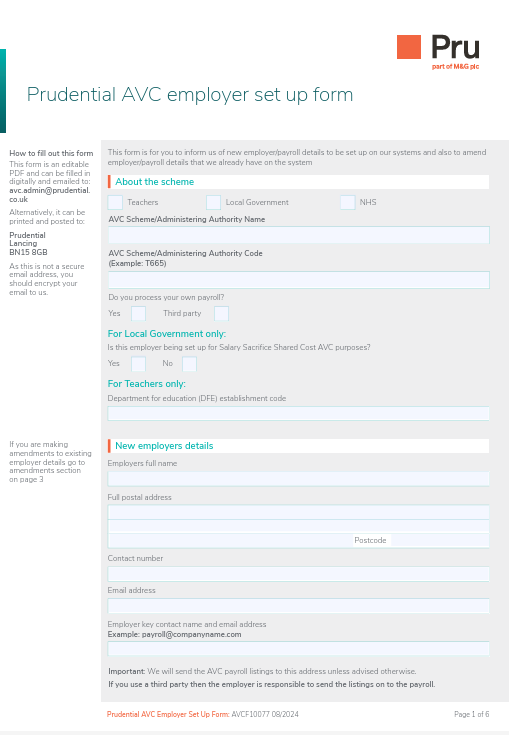 Pru
part of M&G plc
Prudential AVC employer set up form
How to fill out this form
This form is an editable
PDF and can be filled in
digitally and emailed to:
avc.admin@prudential.
co.uk
Alternatively, it can be
printed and posted to:
Prudential
Lancing
BN15 8GB
As this is not a secure
email address, you
should encrypt your
email to us.
This form is for you to inform us of new employer/payroll details to be set up on our systems and also to amend
employer/payroll details that we already have on the system
About the scheme
Teachers Local Government NHS
AVC Scheme/Administering Authority Name
AVC Scheme/Administering Authority Code
(Example: T665)
Do you process your own payroll?
Yes Third party
For Local Government only:
Is this employer being set up for Salary Sacrifice Shared Cost AVC purposes?
Yes No
For Teachers only:
Department for education (DFE) establishment code
If you are making
amendments to existing
employer details go to
amendments section
on page 3
New employers details
Employers full name
Full postal address
Postcode
Contact number
Email address
Employer key contact name and email address
Example: payroll@companyname.com
Important: We will send the AVC payroll listings to this address unless advised otherwise.
If you use a third party then the employer is responsible to send the listings on to the payroll.
Prudential AVC Employer Set Up Form: AVCF10077 08/2024
Page 1 of 6